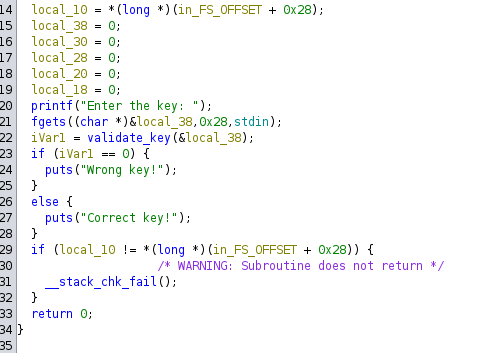 14 local_10 = *(long *)(in_FS_OFFSET + 0x28);
15 local_38 = 0;
16 local_30 = 0;
17 local_28 = 0;
18 local_20 = 0;
19 local_18 = 0;
20 printf("Enter the key: ");
21 fgets((char *)&local_38,0x28,stdin);
22 iVar1 = validate_key(&local_38);
23 if (iVar1 == 0) {
24 puts("Wrong key!");
25 }
26 else {
27 puts("Correct key!");
28 }
29 if (local_10 != *(long *)(in_FS_OFFSET + 0x28)) {
30 /* WARNING: Subroutine does not return */
31 __stack_chk_fail();
32 }
33 return 0;
34 }
35